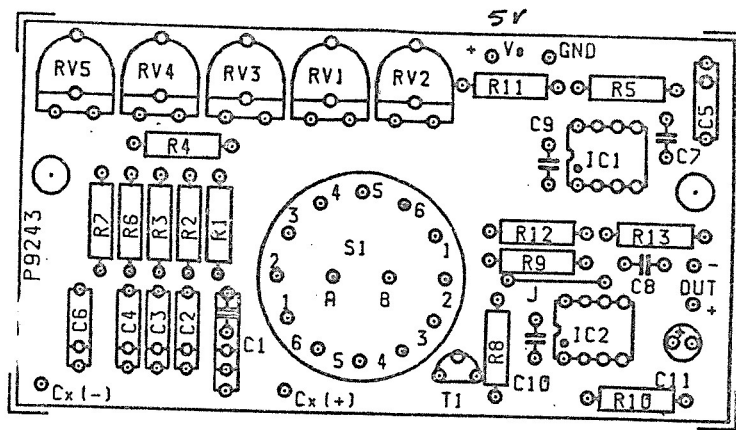 5V
+ Vs GND
RV5 RV4 RV3 RV1 RV2
R11 R5 C5
R4
C9 IC1 C7
R7 R6 R3 R2 R1
P9243
3 4 5 6
S1
2 A B 1
1 2
6 5 4 3
R12 R13
R9 C8 -
OUT
+
J
C6 C4 C3 C2 C1
R8 IC2
C10 C11
T1 R10
Cx(-) Cx(+)